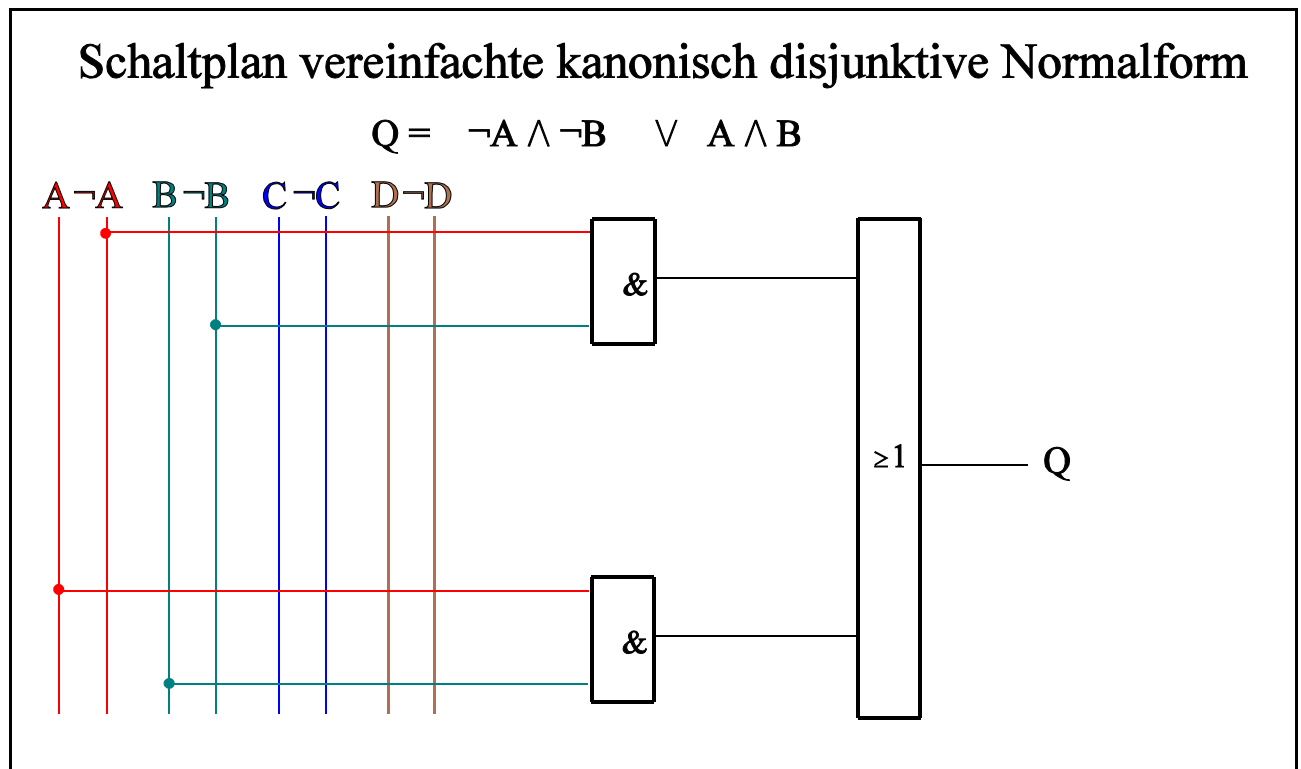 Schaltplan vereinfachte kanonisch disjunktive Normalform
Q = ¬A ∧ ¬B ∨ A ∧ B
A ¬A B ¬B C ¬C D ¬D
&
≥1 Q
&